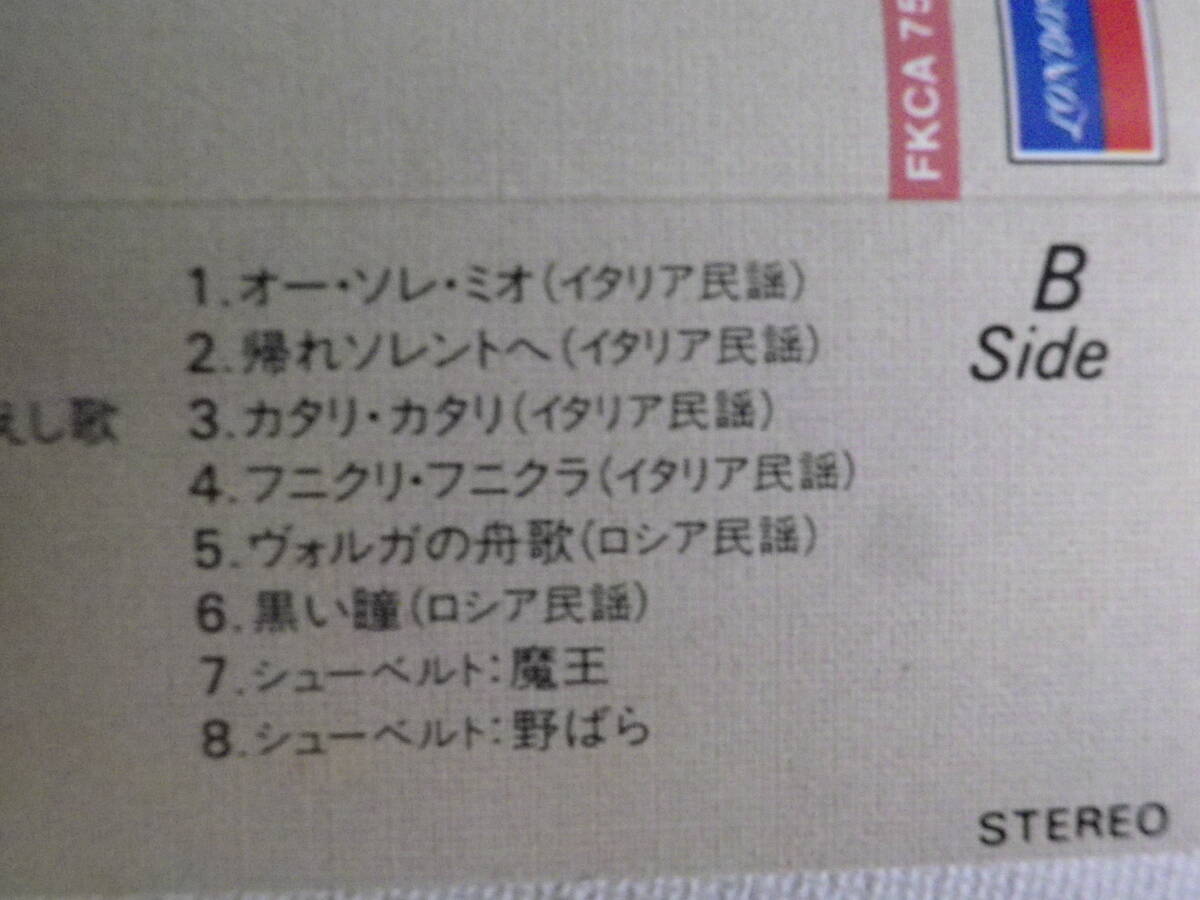 FKCA 75
LONDON
B
Side
1.オー・ソレ・ミオ(イタリア民謡)
2.帰れソレントへ(イタリア民謡)
3.カタリ・カタリ(イタリア民謡)
4.フニクリ・フニクラ(イタリア民謡)
5.ヴォルガの舟歌(ロシア民謡)
6.黒い瞳(ロシア民謡)
7.シューベルト:魔王
8.シューベルト:野ばら
えし歌
STEREO